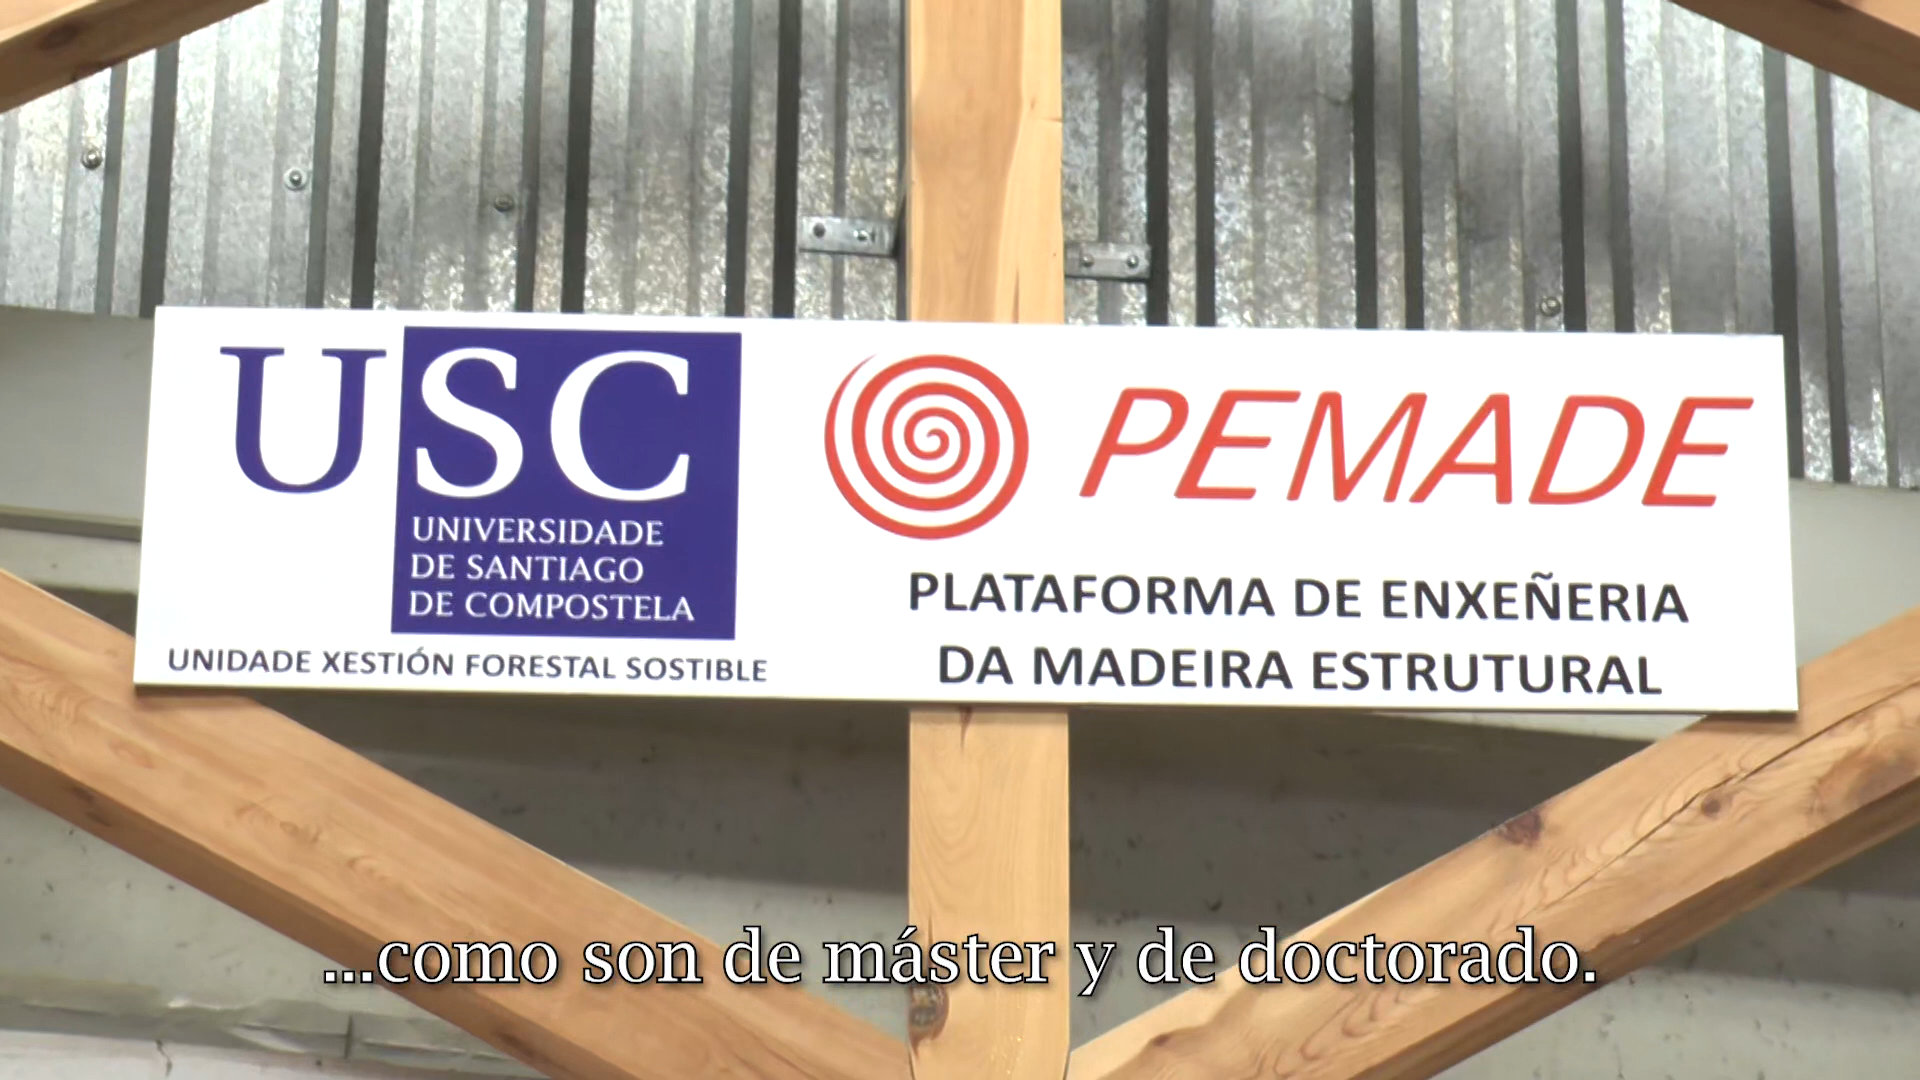 USC
UNIVERSIDADE
DE SANTIAGO
DE COMPOSTELA
UNIDADE XESTIÓN FORESTAL SOSTIBLE
PEMADE
PLATAFORMA DE ENXEÑERIA
DA MADEIRA ESTRUTURAL
...como son de máster y de doctorado.